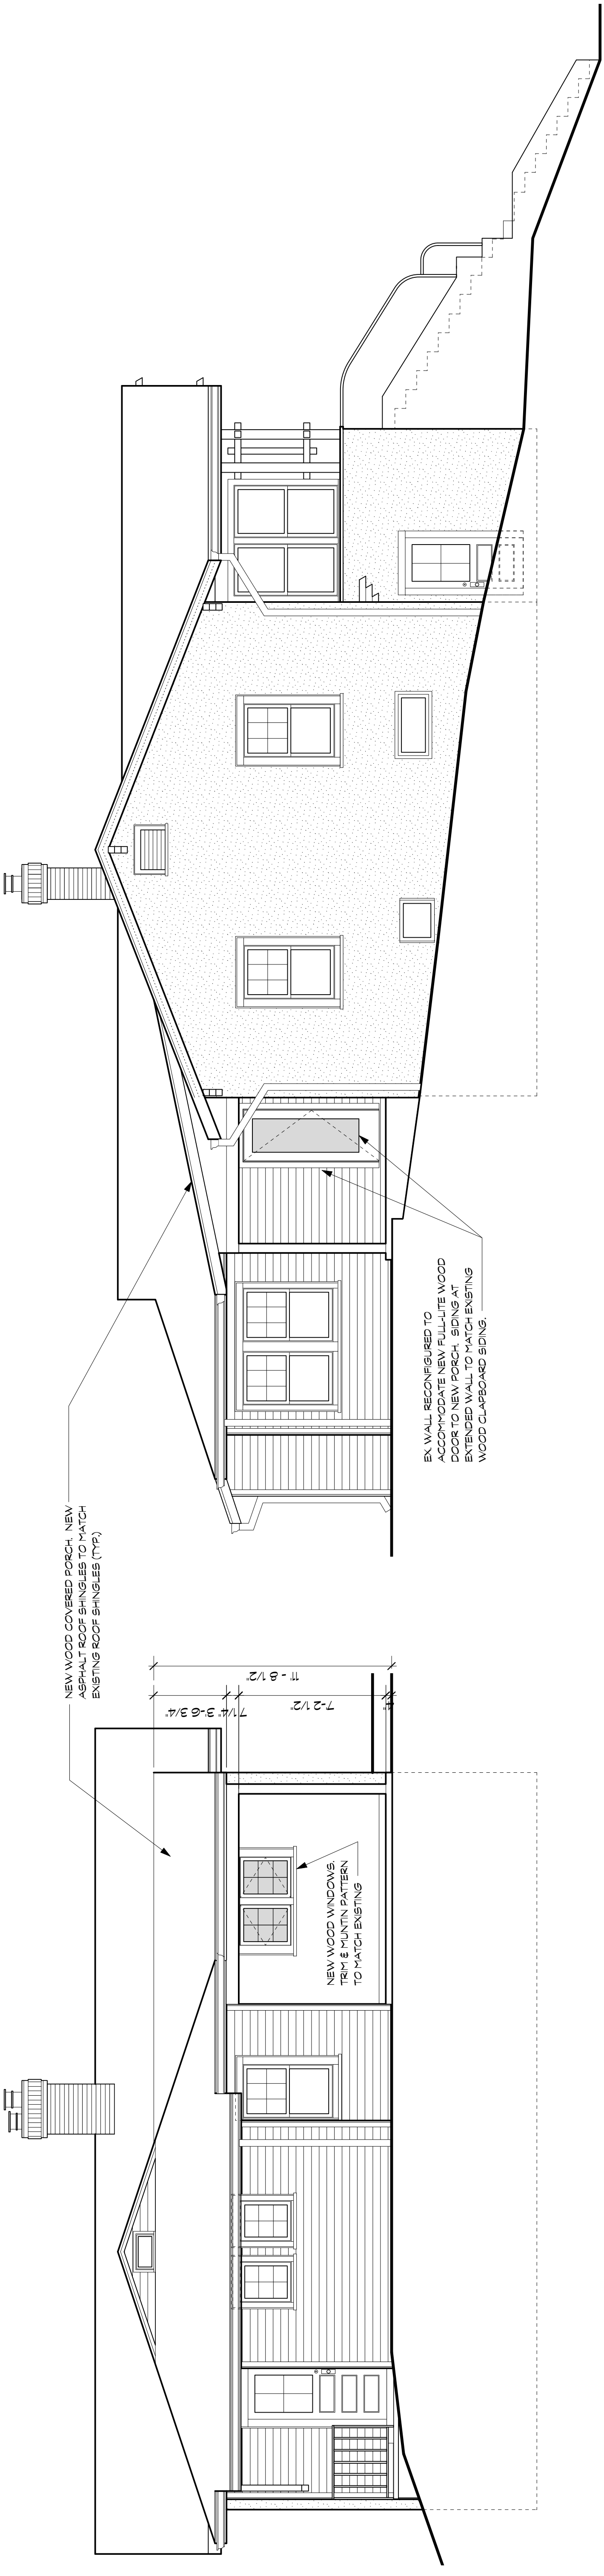 NEW WOOD COVERED PORCH. NEW
ASPHALT ROOF SHINGLES TO MATCH
EXISTING ROOF SHINGLES (TYP.)
EX. WALL RECONFIGURED TO
ACCOMMODATE NEW FULL-LITE WOOD
DOOR TO NEW PORCH. SIDING AT
EXTENDED WALL TO MATCH EXISTING
WOOD CLAPBOARD SIDING.
11' - 8 1/2"
3'-6 3/4"
7 1/4"
7'-2 1/2"
4"
NEW WOOD WINDOWS.
TRIM & MUNTIN PATTERN
TO MATCH EXISTING